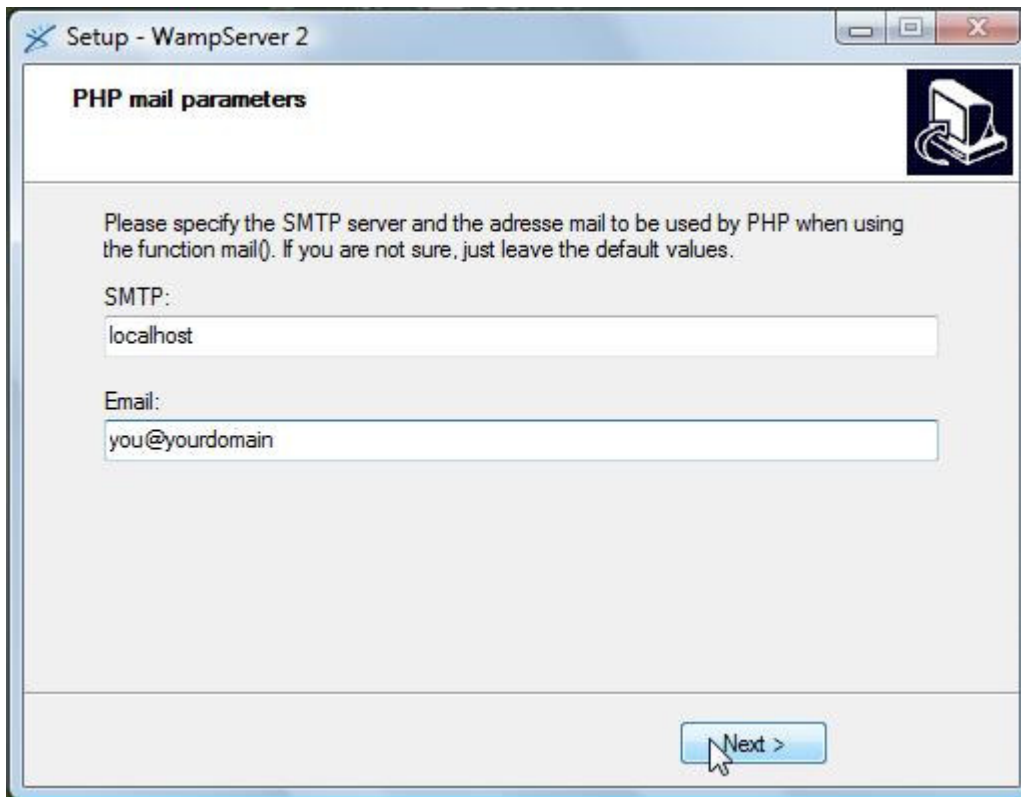 Setup - WampServer 2
PHP mail parameters
Please specify the SMTP server and the adresse mail to be used by PHP when using
the function mail(). If you are not sure, just leave the default values.
SMTP:
localhost
Email:
you@yourdomain
Next >